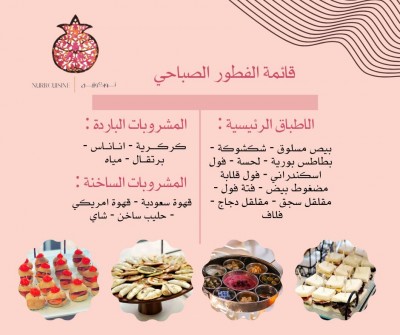 NURI CUISINE
قائمة الفطور الصباحي
الاطباق الرئيسية :
بيض مسلوق - شكشوكة -
بطاطس بورية - لحسة - فول
اسكندراني - فول قلابة
مضغوط بيض - فتة فول -
مقلقل سجق - مقلقل دجاج -
فلافل
المشروبات الباردة :
كركرية - اناناس -
برتقال - مياه
المشروبات الساخنة :
قهوة سعودية - قهوة امريكي
- حليب ساخن - شاي